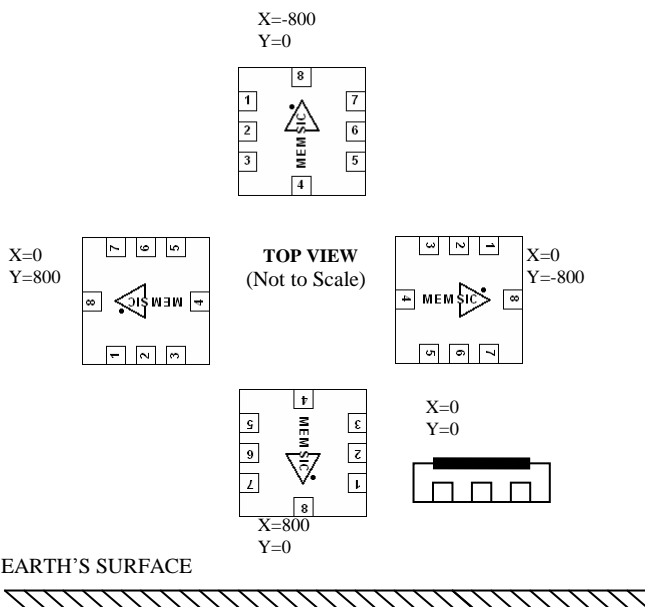 X=-800
Y=0
8
1
7
2
6
3
5
4
MEMSIC
X=0
Y=800
7 6 5
8
MEMSIC
4
1 2 3
TOP VIEW
(Not to Scale)
3 2 1
4
MEMSIC
8
5 6 7
X=0
Y=-800
4
5
3
6
2
7
1
8
MEMSIC
X=800
Y=0
X=0
Y=0
EARTH'S SURFACE